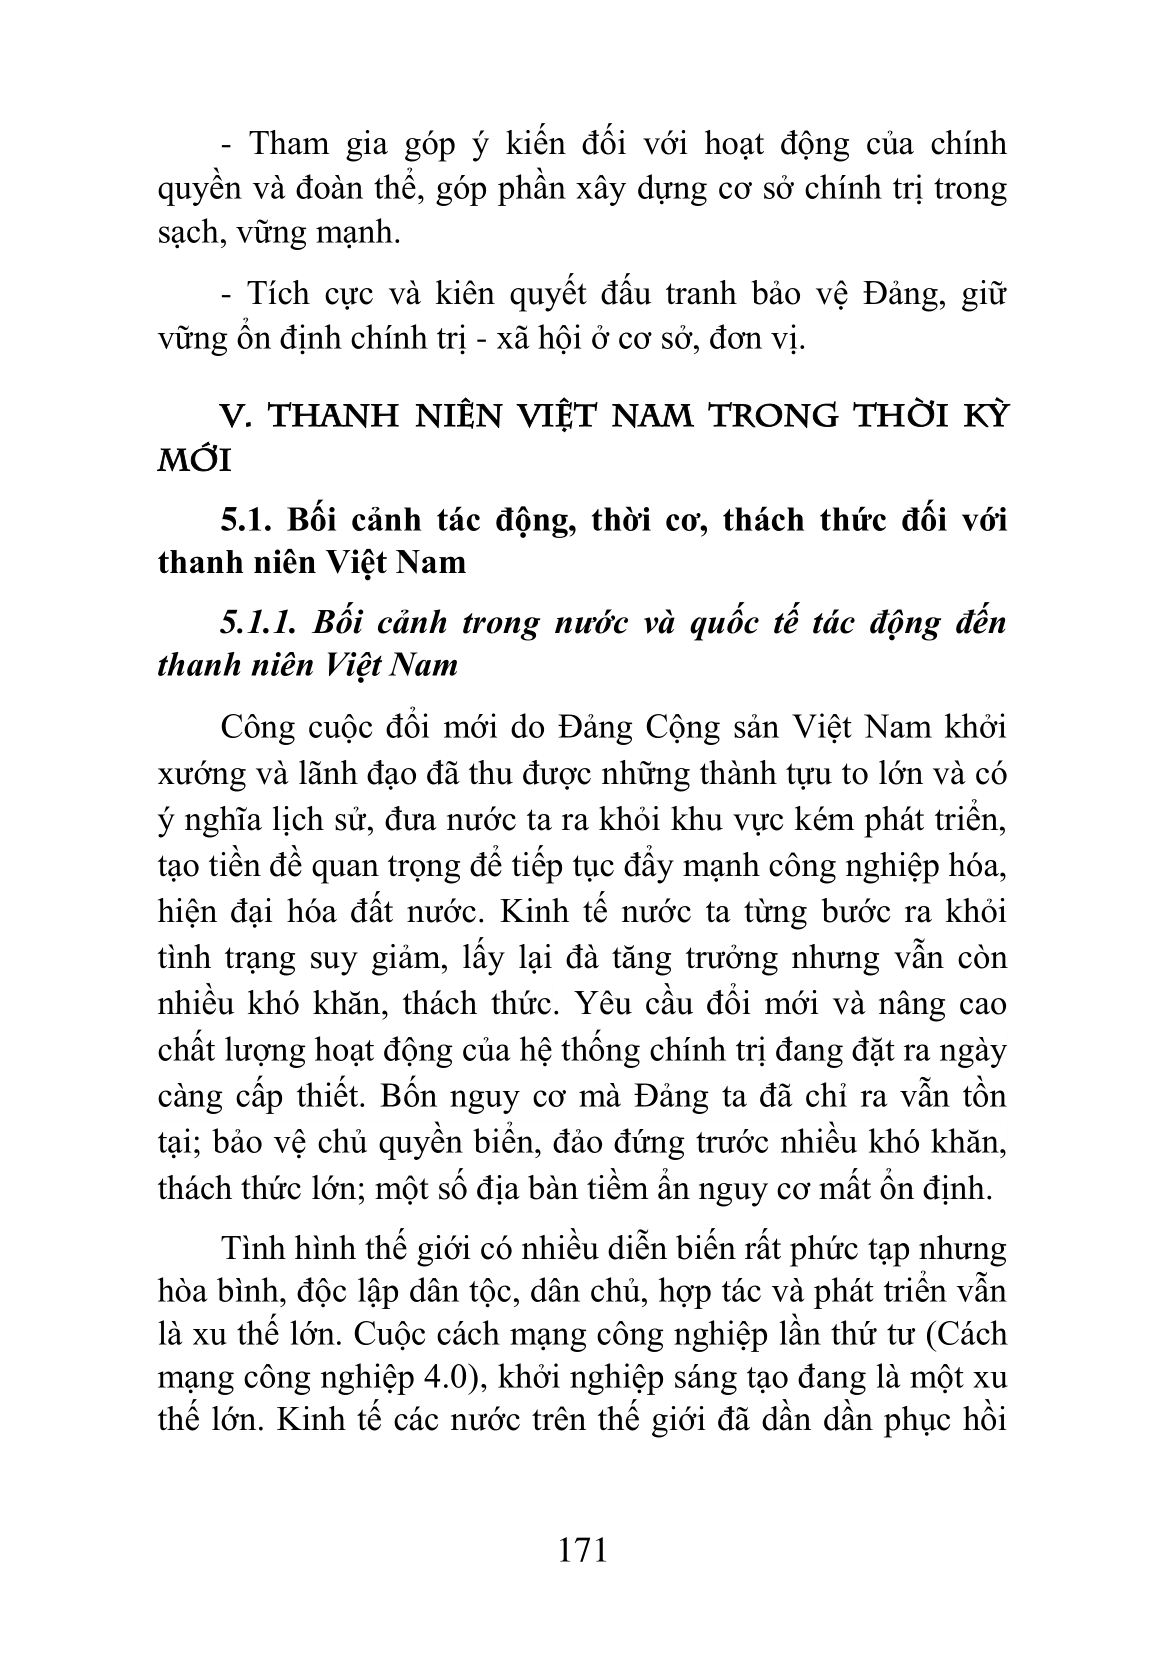 - Tham gia góp ý kiến đối với hoạt động của chính
quyền và đoàn thể, góp phần xây dựng cơ sở chính trị trong
sạch, vững mạnh.
- Tích cực và kiên quyết đấu tranh bảo vệ Đảng, giữ
vững ổn định chính trị - xã hội ở cơ sở, đơn vị.
V. THANH NIÊN VIỆT NAM TRONG THỜI KỲ
MỚI
5.1. Bối cảnh tác động, thời cơ, thách thức đối với
thanh niên Việt Nam
5.1.1. Bối cảnh trong nước và quốc tế tác động đến
thanh niên Việt Nam
Công cuộc đổi mới do Đảng Cộng sản Việt Nam khởi
xướng và lãnh đạo đã thu được những thành tựu to lớn và có
ý nghĩa lịch sử, đưa nước ta ra khỏi khu vực kém phát triển,
tạo tiền đề quan trọng để tiếp tục đẩy mạnh công nghiệp hóa,
hiện đại hóa đất nước. Kinh tế nước ta từng bước ra khỏi
tình trạng suy giảm, lấy lại đà tăng trưởng nhưng vẫn còn
nhiều khó khăn, thách thức. Yêu cầu đổi mới và nâng cao
chất lượng hoạt động của hệ thống chính trị đang đặt ra ngày
càng cấp thiết. Bốn nguy cơ mà Đảng ta đã chỉ ra vẫn tồn
tại; bảo vệ chủ quyền biển, đảo đứng trước nhiều khó khăn,
thách thức lớn; một số địa bàn tiềm ẩn nguy cơ mất ổn định.
Tình hình thế giới có nhiều diễn biến rất phức tạp nhưng
hòa bình, độc lập dân tộc, dân chủ, hợp tác và phát triển vẫn
là xu thế lớn. Cuộc cách mạng công nghiệp lần thứ tư (Cách
mạng công nghiệp 4.0), khởi nghiệp sáng tạo đang là một xu
thế lớn. Kinh tế các nước trên thế giới đã dần dần phục hồi
171